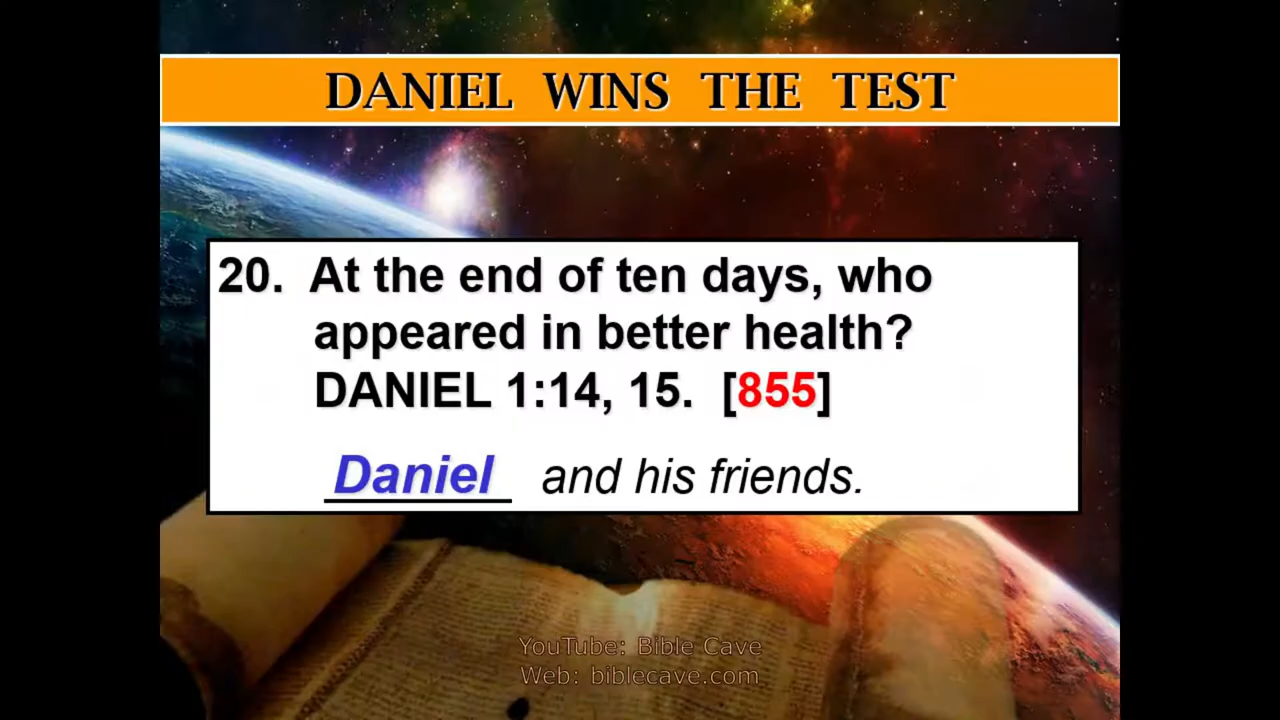 DANIEL WINS THE TEST
20. At the end of ten days, who
appeared in better health?
DANIEL 1:14, 15. [855]
Daniel and his friends.
YouTube: Bible Cave
Web: biblecave.com